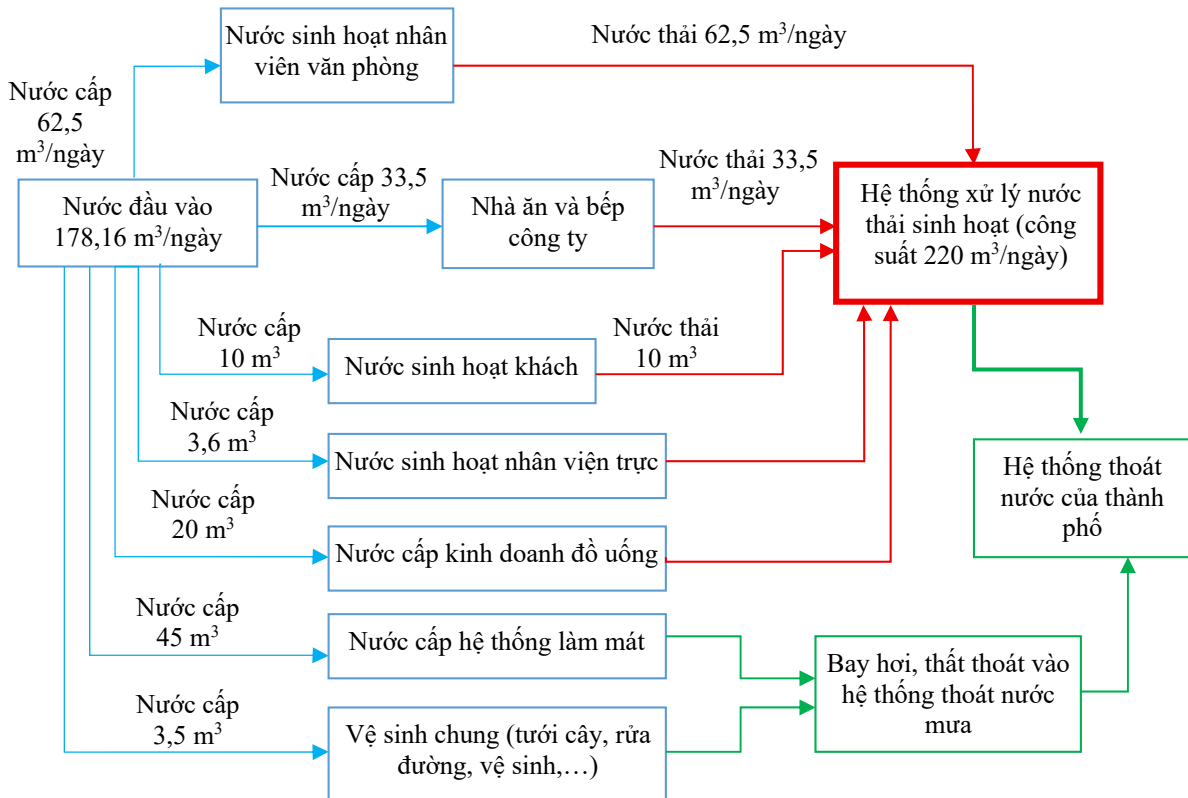 Nước sinh hoạt nhân
viên văn phòng
Nước thải 62,5 m³/ngày
Nước cấp
62,5
m³/ngày
Nước đầu vào
178,16 m³/ngày
Nước cấp 33,5
m³/ngày
Nhà ăn và bếp
công ty
Nước thải 33,5
m³/ngày
Hệ thống xử lý nước
thải sinh hoạt (công
suất 220 m³/ngày)
Nước cấp
10 m³
Nước sinh hoạt khách
Nước thải
10 m³
Nước cấp
3,6 m³
Nước sinh hoạt nhân viện trực
Hệ thống thoát
nước của thành
phố
Nước cấp
20 m³
Nước cấp kinh doanh đồ uống
Nước cấp
45 m³
Nước cấp hệ thống làm mát
Bay hơi, thất thoát vào
hệ thống thoát nước
mưa
Nước cấp
3,5 m³
Vệ sinh chung (tưới cây, rửa
đường, vệ sinh,…)